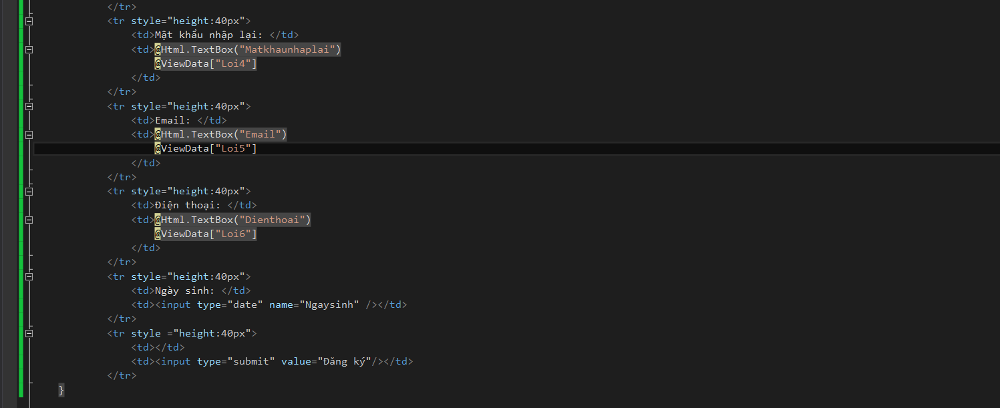 </tr>
<tr style="height:40px">
<td>Mật khẩu nhập lại: </td>
<td>@Html.TextBox("Matkhaunhaplai")
@ViewData["Loi4"]
</td>
</tr>
<tr style="height:40px">
<td>Email: </td>
<td>@Html.TextBox("Email")
@ViewData["Loi5"]
</td>
</tr>
<tr style="height:40px">
<td>Điện thoại: </td>
<td>@Html.TextBox("Dienthoai")
@ViewData["Loi6"]
</td>
</tr>
<tr style="height:40px">
<td>Ngày sinh: </td>
<td><input type="date" name="Ngaysinh" /></td>
</tr>
<tr style ="height:40px">
<td></td>
<td><input type="submit" value="Đăng ký"/></td>
</tr>
}